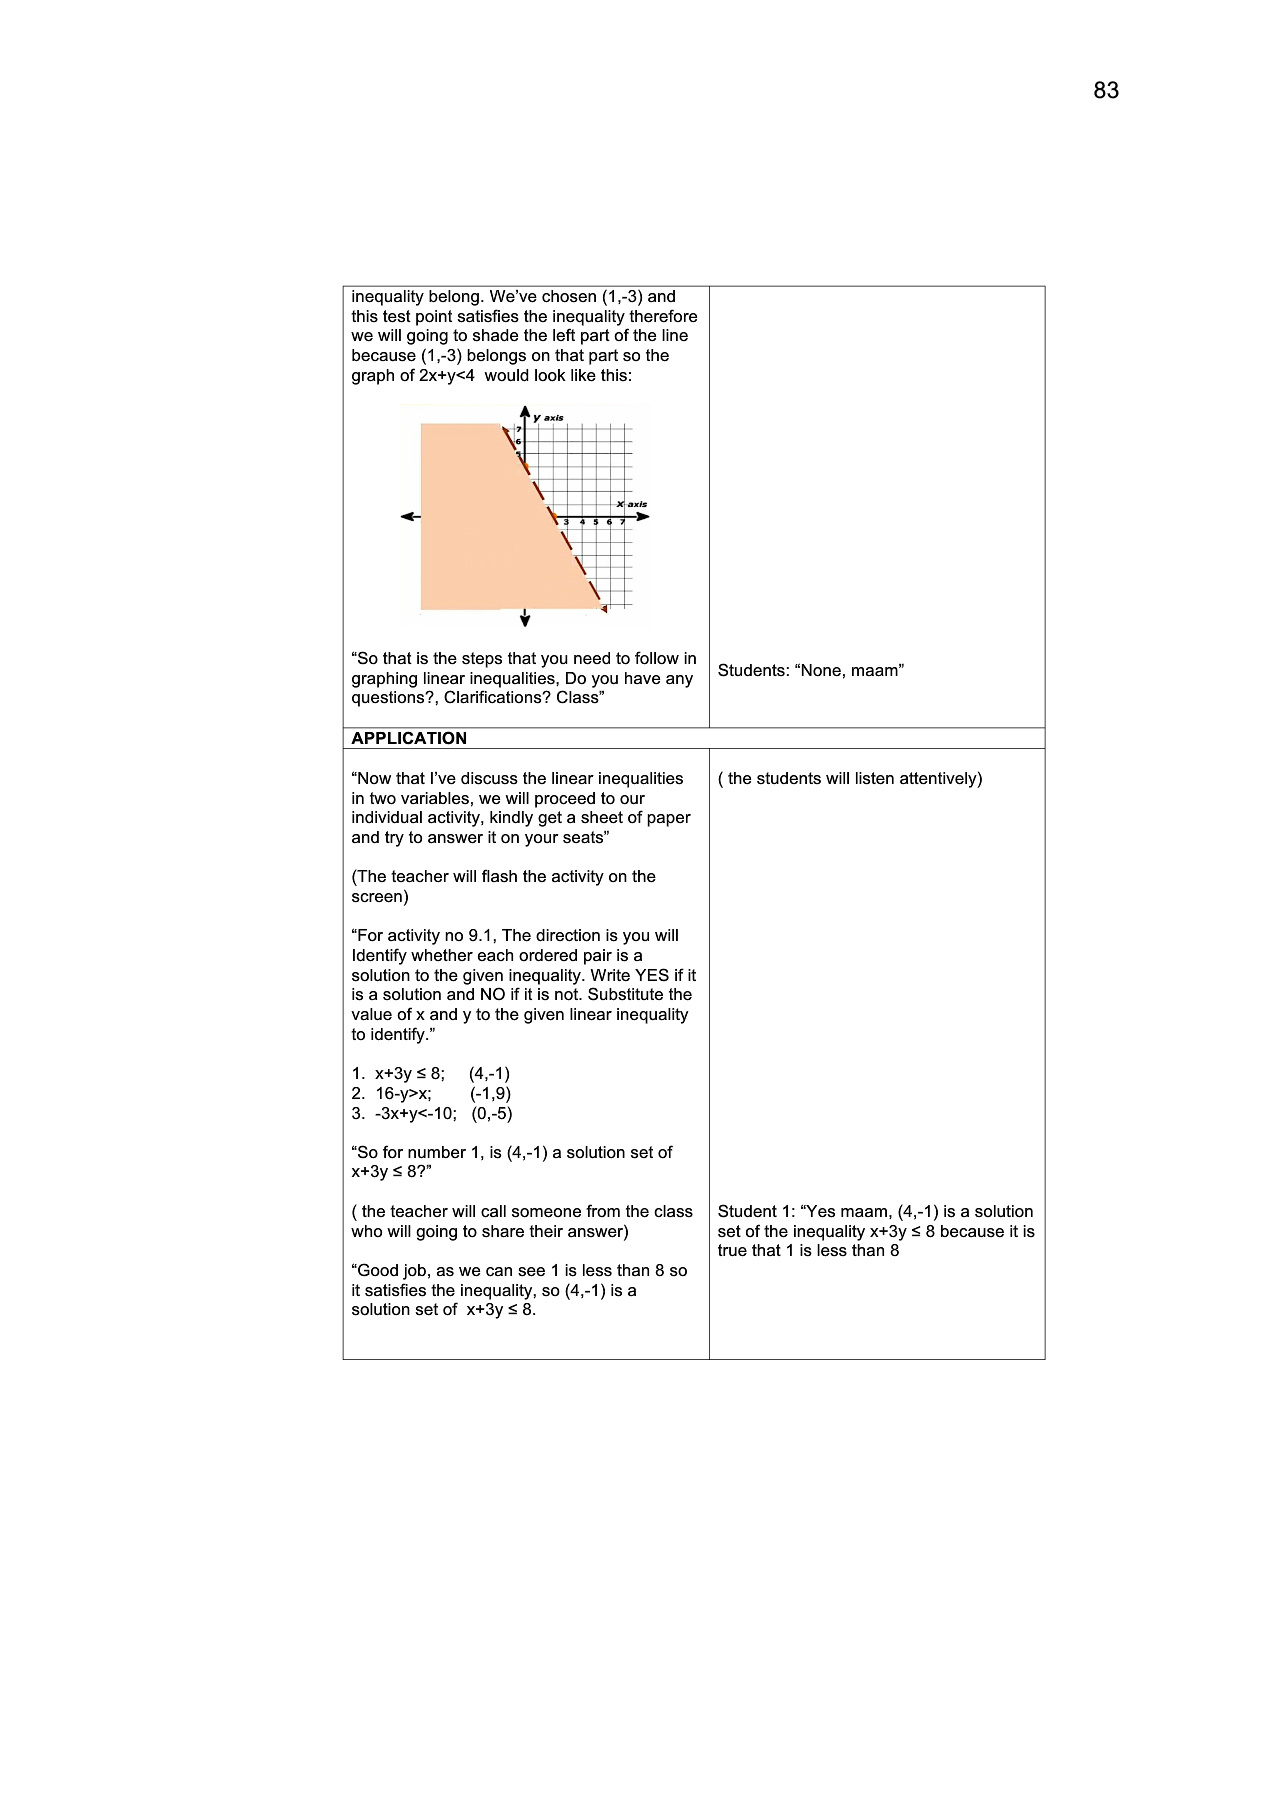 83
inequality belong. We’ve chosen (1,-3) and
this test point satisfies the inequality therefore
we will going to shade the left part of the line
because (1,-3) belongs on that part so the
graph of 2x+y<4  would look like this:
y axis
7
6
5
x axis
3 4 5 6 7
“So that is the steps that you need to follow in
graphing linear inequalities, Do you have any
questions?, Clarifications? Class”
Students: “None, maam”
APPLICATION
“Now that I’ve discuss the linear inequalities
in two variables, we will proceed to our
individual activity, kindly get a sheet of paper
and try to answer it on your seats”
( the students will listen attentively)
(The teacher will flash the activity on the
screen)
“For activity no 9.1, The direction is you will
Identify whether each ordered pair is a
solution to the given inequality. Write YES if it
is a solution and NO if it is not. Substitute the
value of x and y to the given linear inequality
to identify.”
1.  x+3y ≤ 8;     (4,-1)
2.  16-y>x;        (-1,9)
3.  -3x+y<-10;   (0,-5)
“So for number 1, is (4,-1) a solution set of
x+3y ≤ 8?”
( the teacher will call someone from the class
who will going to share their answer)
Student 1: “Yes maam, (4,-1) is a solution
set of the inequality x+3y ≤ 8 because it is
true that 1 is less than 8
“Good job, as we can see 1 is less than 8 so
it satisfies the inequality, so (4,-1) is a
solution set of  x+3y ≤ 8.